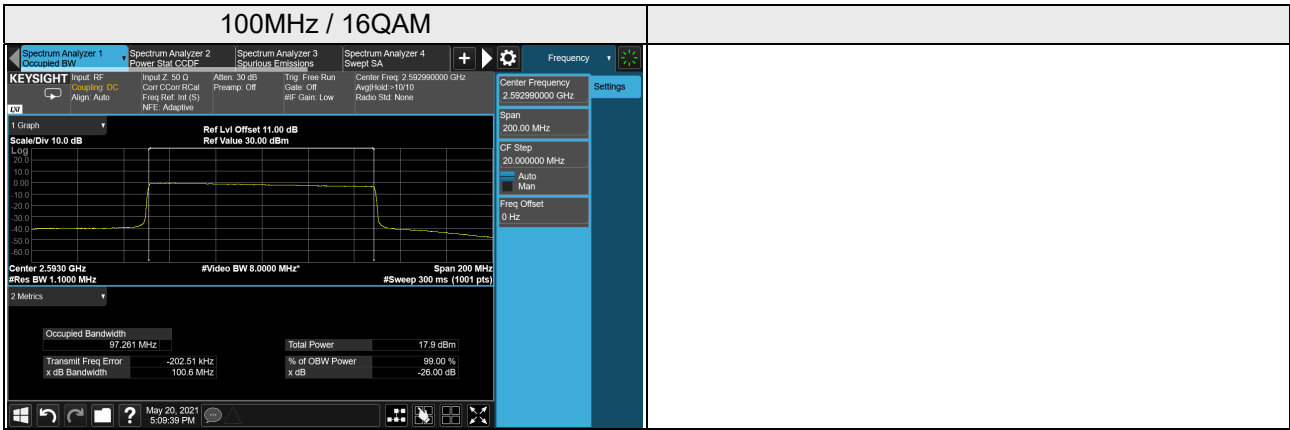 100MHz / 16QAM
Spectrum Analyzer 1
Occupied BW
Spectrum Analyzer 2
Power Stat CCDF
Spectrum Analyzer 3
Spurious Emissions
Spectrum Analyzer 4
Swept SA
+
Frequency
KEYSIGHT
LXI
Input: RF
Coupling: DC
Align: Auto
Input Z: 50 Ω
Corr CCorr RCal
Freq Ref: Int (S)
NFE: Adaptive
Atten: 30 dB
Preamp: Off
Trig: Free Run
Gate: Off
#IF Gain: Low
Center Freq: 2.592990000 GHz
Avg|Hold:>10/10
Radio Std: None
Center Frequency
2.592990000 GHz
Settings
Span
200.00 MHz
CF Step
20.000000 MHz
Auto
Man
Freq Offset
0 Hz
1 Graph
Scale/Div 10.0 dB
Ref Lvl Offset 11.00 dB
Ref Value 30.00 dBm
Log
20.0
10.0
0.00
-10.0
-20.0
-30.0
-40.0
-50.0
-60.0
Center 2.5930 GHz
#Res BW 1.1000 MHz
#Video BW 8.0000 MHz*
Span 200 MHz
#Sweep 300 ms (1001 pts)
2 Metrics
Occupied Bandwidth
97.261 MHz
Transmit Freq Error -202.51 kHz
x dB Bandwidth 100.6 MHz
Total Power 17.9 dBm
% of OBW Power 99.00 %
x dB -26.00 dB
?
May 20, 2021
5:09:39 PM